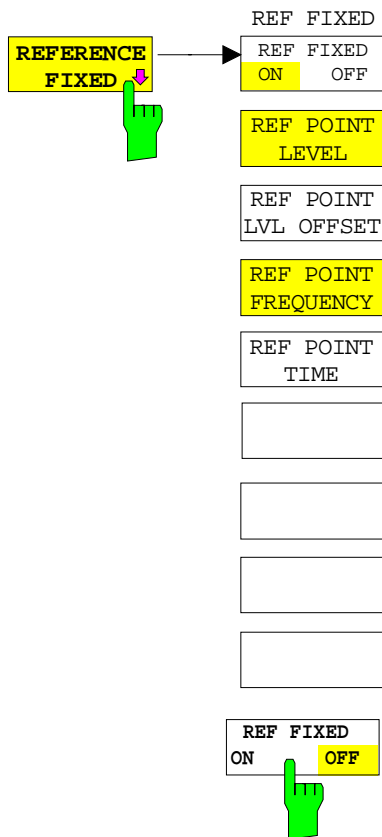 REF FIXED
REFERENCE
FIXED
REF FIXED
ON OFF
REF POINT
LEVEL
REF POINT
LVL OFFSET
REF POINT
FREQUENCY
REF POINT
TIME
REF FIXED
ON OFF